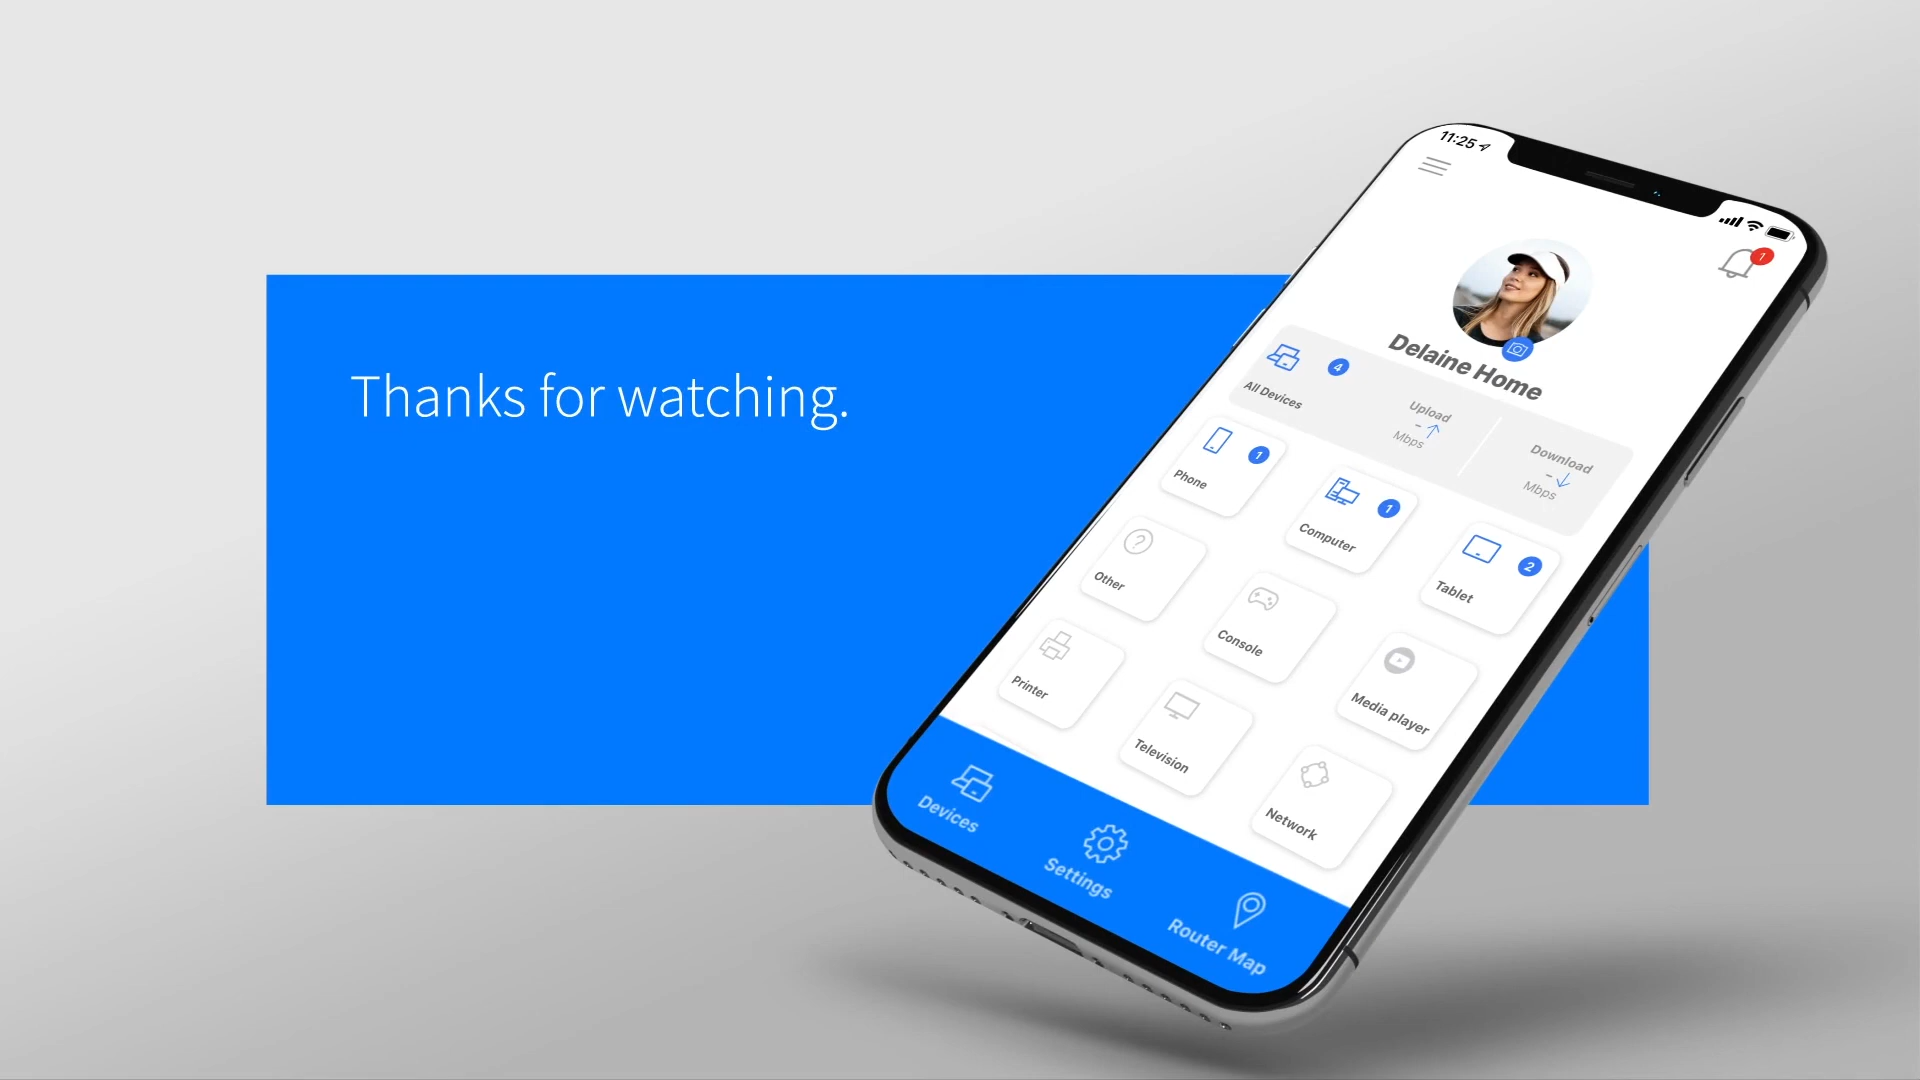 Thanks for watching.
11:25
1
Delaine Home
All Devices
4
Upload
-
Mbps
Download
-
Mbps
Phone
1
Computer
1
Tablet
2
Other
Console
Media player
Printer
Television
Network
Devices
Settings
Router Map